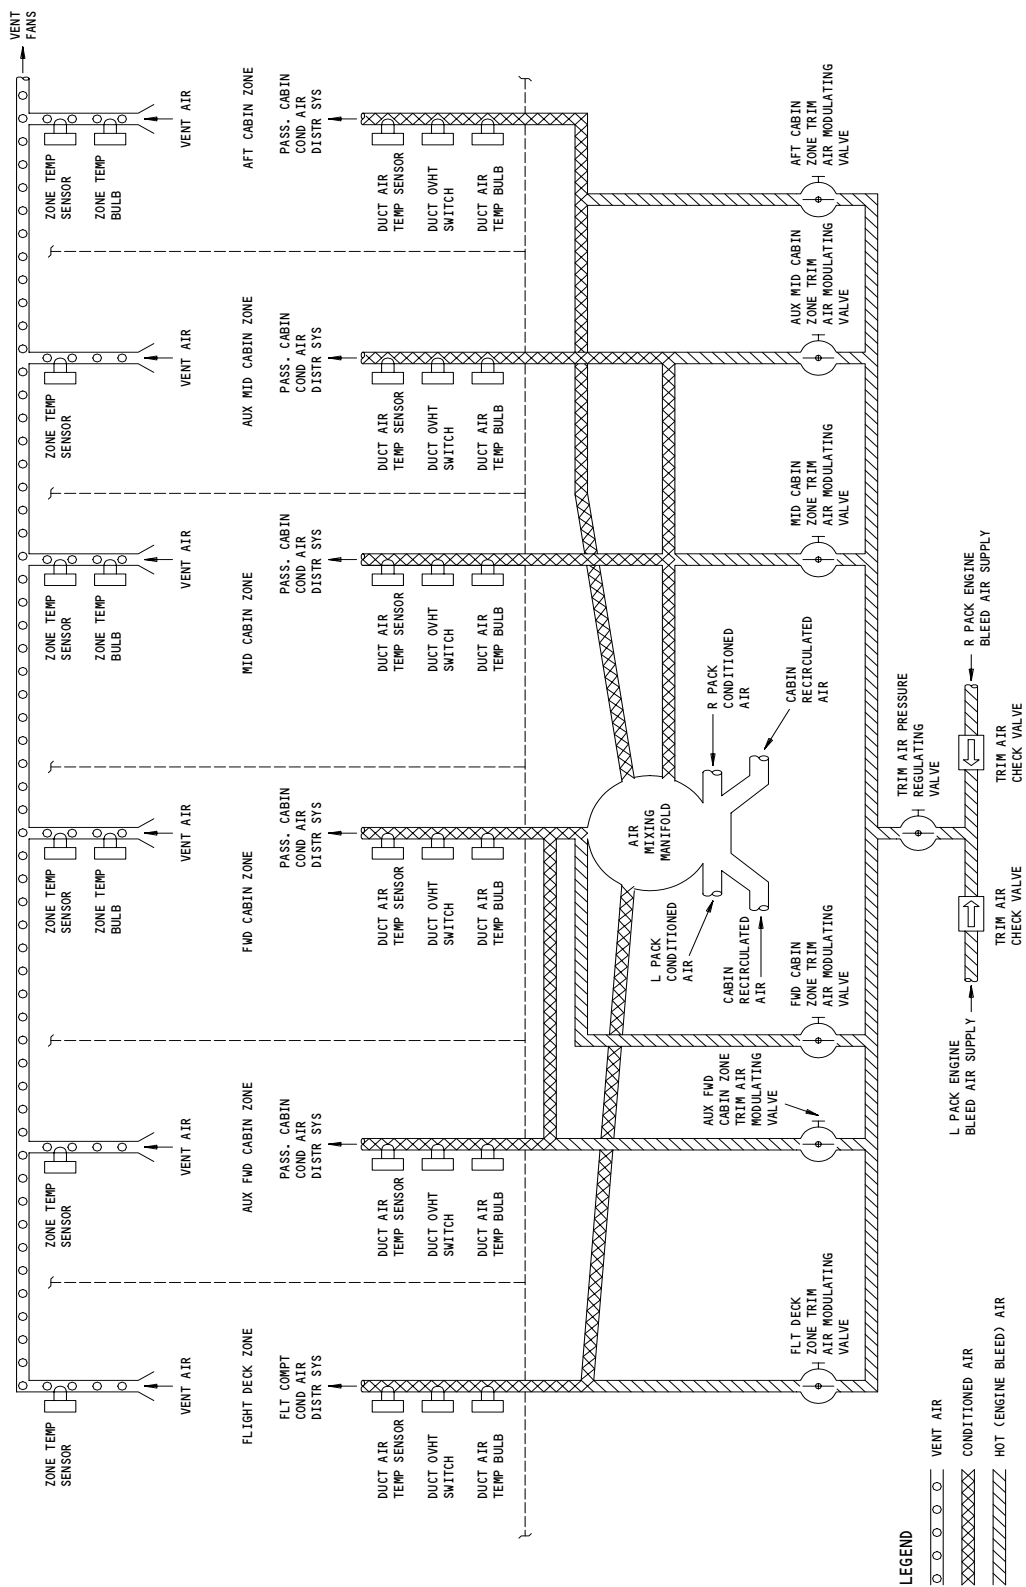 VENT
FANS
ZONE TEMP
SENSOR
VENT AIR
FLIGHT DECK ZONE
FLT COMPT
COND AIR
DISTR SYS
DUCT AIR
TEMP SENSOR
DUCT OVHT
SWITCH
DUCT AIR
TEMP BULB
FLT DECK
ZONE TRIM
AIR MODULATING
VALVE
ZONE TEMP
SENSOR
VENT AIR
AUX FWD CABIN ZONE
PASS. CABIN
COND AIR
DISTR SYS
DUCT AIR
TEMP SENSOR
DUCT OVHT
SWITCH
DUCT AIR
TEMP BULB
AUX FWD
CABIN ZONE
TRIM AIR
MODULATING
VALVE
ZONE TEMP
SENSOR
ZONE TEMP
BULB
VENT AIR
FWD CABIN ZONE
PASS. CABIN
COND AIR
DISTR SYS
DUCT AIR
TEMP SENSOR
DUCT OVHT
SWITCH
DUCT AIR
TEMP BULB
FWD CABIN
ZONE TRIM
AIR MODULATING
VALVE
AIR
MIXING
MANIFOLD
L PACK
CONDITIONED
AIR
CABIN
RECIRCULATED
AIR
R PACK
CONDITIONED
AIR
CABIN
RECIRCULATED
AIR
ZONE TEMP
SENSOR
ZONE TEMP
BULB
VENT AIR
MID CABIN ZONE
PASS. CABIN
COND AIR
DISTR SYS
DUCT AIR
TEMP SENSOR
DUCT OVHT
SWITCH
DUCT AIR
TEMP BULB
MID CABIN
ZONE TRIM
AIR MODULATING
VALVE
ZONE TEMP
SENSOR
VENT AIR
AUX MID CABIN ZONE
PASS. CABIN
COND AIR
DISTR SYS
DUCT AIR
TEMP SENSOR
DUCT OVHT
SWITCH
DUCT AIR
TEMP BULB
AUX MID CABIN
ZONE TRIM
AIR MODULATING
VALVE
ZONE TEMP
SENSOR
ZONE TEMP
BULB
VENT AIR
AFT CABIN ZONE
PASS. CABIN
COND AIR
DISTR SYS
DUCT AIR
TEMP SENSOR
DUCT OVHT
SWITCH
DUCT AIR
TEMP BULB
AFT CABIN
ZONE TRIM
AIR MODULATING
VALVE
TRIM AIR PRESSURE
REGULATING
VALVE
L PACK ENGINE
BLEED AIR SUPPLY
R PACK ENGINE
BLEED AIR SUPPLY
TRIM AIR
CHECK VALVE
TRIM AIR
CHECK VALVE
LEGEND
VENT AIR
CONDITIONED AIR
HOT (ENGINE BLEED) AIR